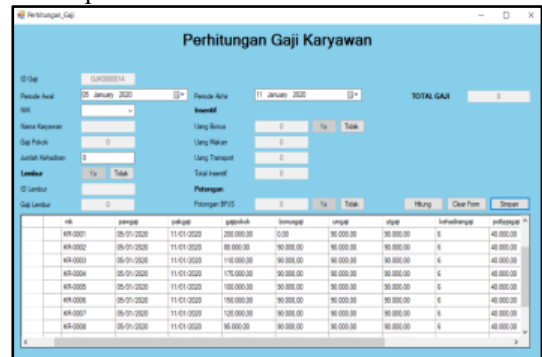 Perhitungan_Gaji
Perhitungan Gaji Karyawan
ID Gaji GJK0000014
Periode Awal 05 January 2020 Periode Akhir 11 January 2020 TOTAL GAJI 0
NIK Insentif
Nama Karyawan Uang Bonus 0 Ya Tidak
Gaji Pokok 0 Uang Makan 0
Jumlah Kehadiran 0 Uang Transport 0
Lembur Ya Tidak Total Insentif 0
ID Lembur Potongan
Gaji Lembur 0 Potongan BPJS 0 Ya Tidak Hitung Clear Form Simpan
nik pawgaji pakgaji gajipokok bonusgaji umgaji utgaji kehadirangaji
KR-0001 05/01/2020 11/01/2020 200.000,00 0,00 90.000,00 90.000,00 6 40.000,00
KR-0002 05/01/2020 11/01/2020 80.000,00 90.000,00 90.000,00 90.000,00 6 40.000,00
KR-0003 05/01/2020 11/01/2020 110.000,00 90.000,00 90.000,00 90.000,00 6 40.000,00
KR-0004 05/01/2020 11/01/2020 175.000,00 90.000,00 90.000,00 90.000,00 6 40.000,00
KR-0005 05/01/2020 11/01/2020 100.000,00 90.000,00 90.000,00 90.000,00 6 40.000,00
KR-0006 05/01/2020 11/01/2020 150.000,00 90.000,00 90.000,00 90.000,00 6 40.000,00
KR-0007 05/01/2020 11/01/2020 120.000,00 90.000,00 90.000,00 90.000,00 6 40.000,00
KR-0008 05/01/2020 11/01/2020 95.000,00 90.000,00 90.000,00 90.000,00 6 40.000,00